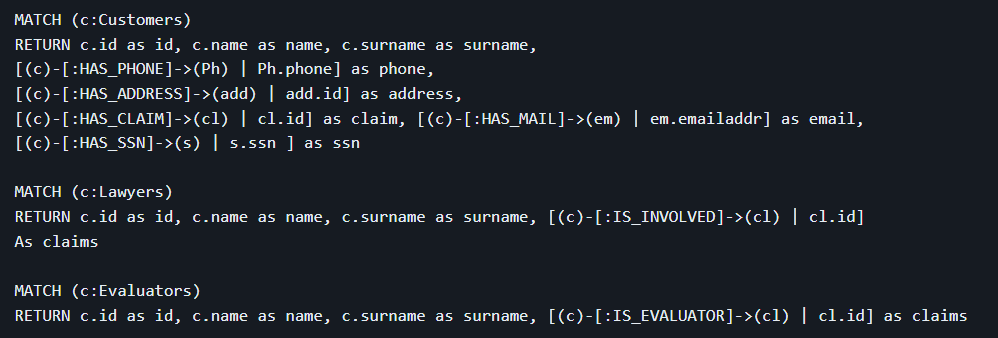 MATCH (c:Customers)
RETURN c.id as id, c.name as name, c.surname as surname,
[(c)-[:HAS_PHONE]->(Ph) | Ph.phone] as phone,
[(c)-[:HAS_ADDRESS]->(add) | add.id] as address,
[(c)-[:HAS_CLAIM]->(cl) | cl.id] as claim, [(c)-[:HAS_MAIL]->(em) | em.emailaddr] as email,
[(c)-[:HAS_SSN]->(s) | s.ssn ] as ssn
MATCH (c:Lawyers)
RETURN c.id as id, c.name as name, c.surname as surname, [(c)-[:IS_INVOLVED]->(cl) | cl.id]
As claims
MATCH (c:Evaluators)
RETURN c.id as id, c.name as name, c.surname as surname, [(c)-[:IS_EVALUATOR]->(cl) | cl.id] as claims